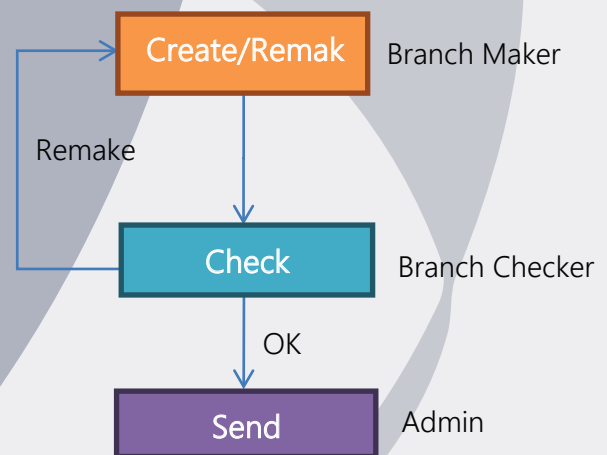 Create/Remak
Branch Maker
Remake
Check
Branch Checker
OK
Send
Admin